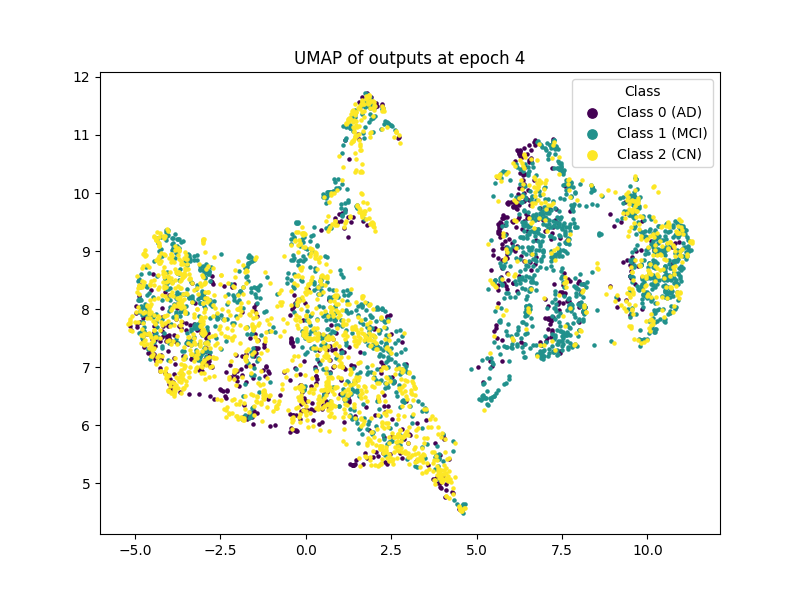 UMAP of outputs at epoch 4
Class
Class 0 (AD)
Class 1 (MCI)
Class 2 (CN)
12
11
10
9
8
7
6
5
−5.0 −2.5 0.0 2.5 5.0 7.5 10.0